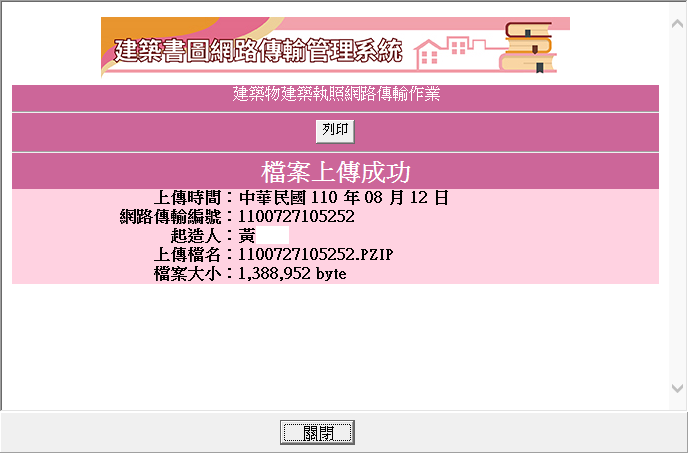 建築書圖網路傳輸管理系統
建築物建築執照網路傳輸作業
列印
檔案上傳成功
上傳時間：中華民國 110 年 08 月 12 日
網路傳輸編號：1100727105252
起造人：黃
上傳檔名：1100727105252.PZIP
檔案大小：1,388,952 byte
關閉